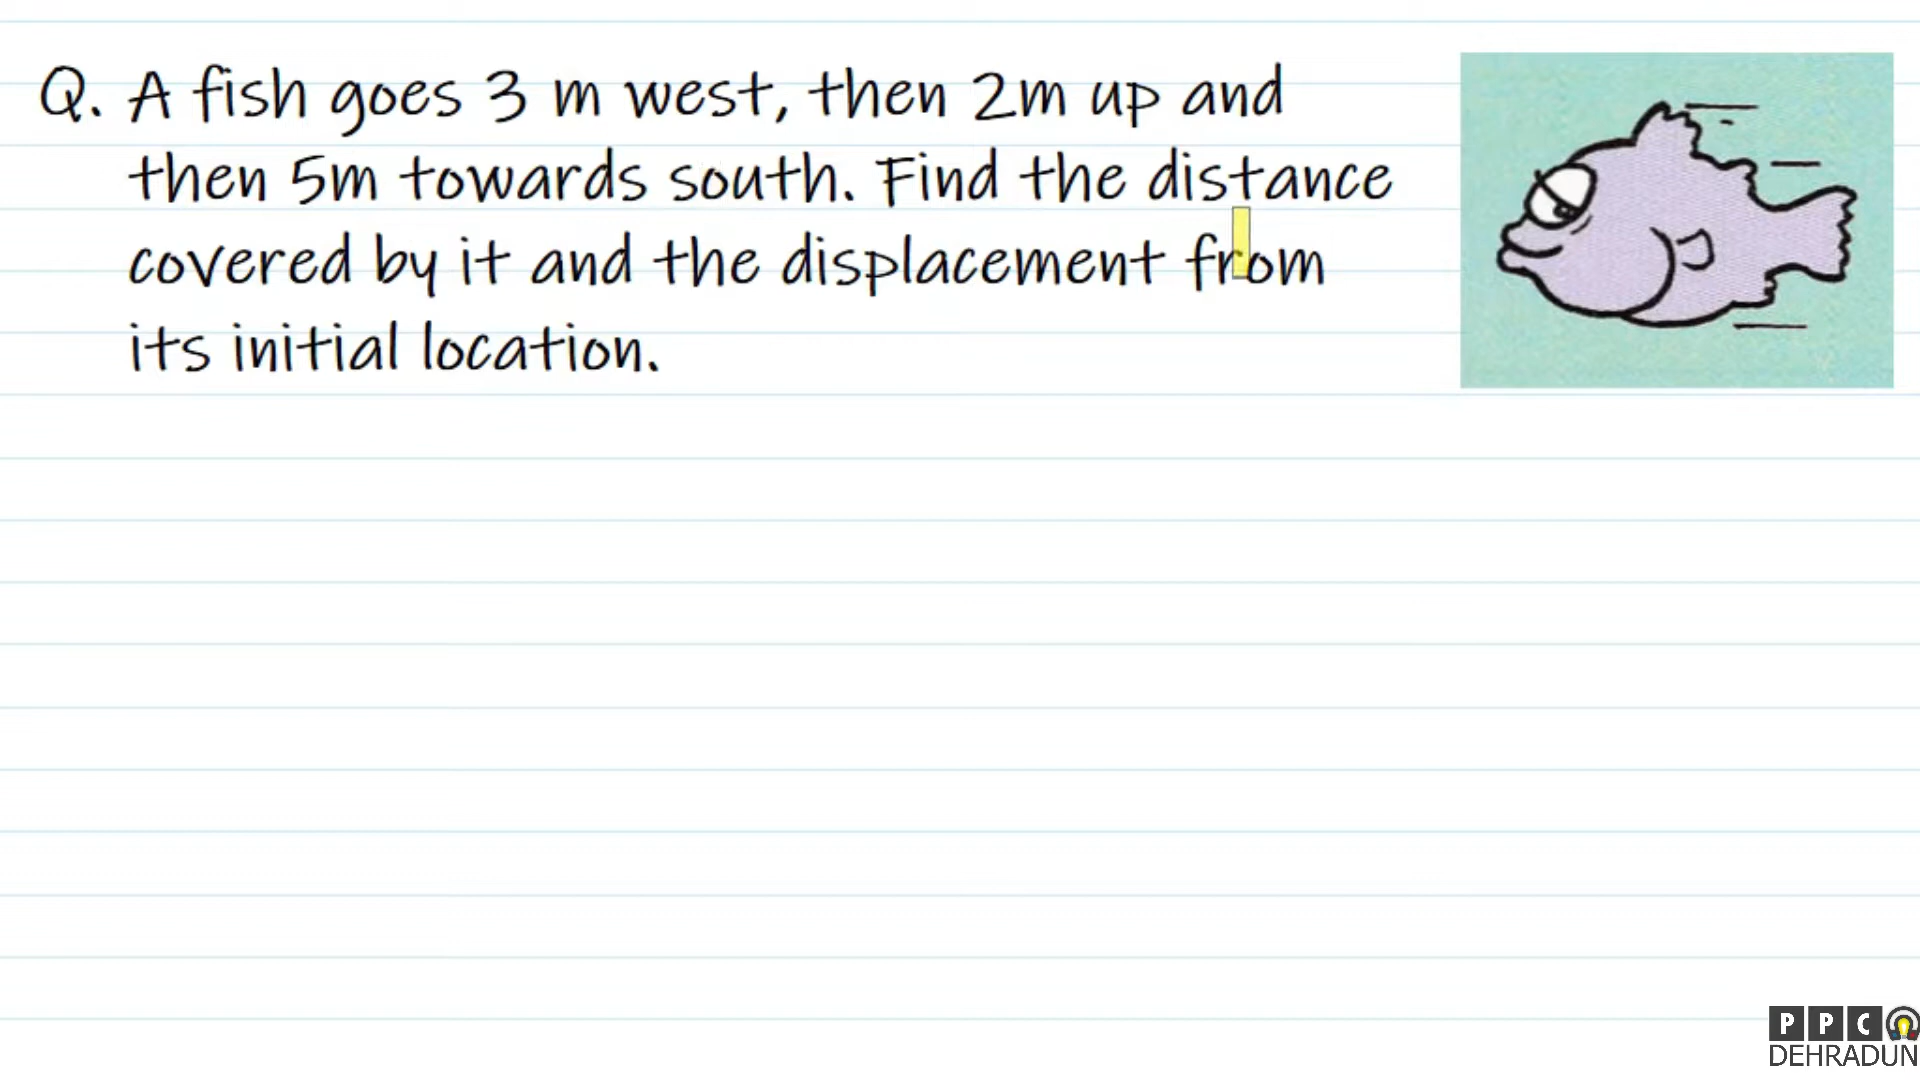 Q. A fish goes 3 m west, then 2m up and
then 5m towards south. Find the distance
covered by it and the displacement from
its initial location.
PPC
DEHRADUN